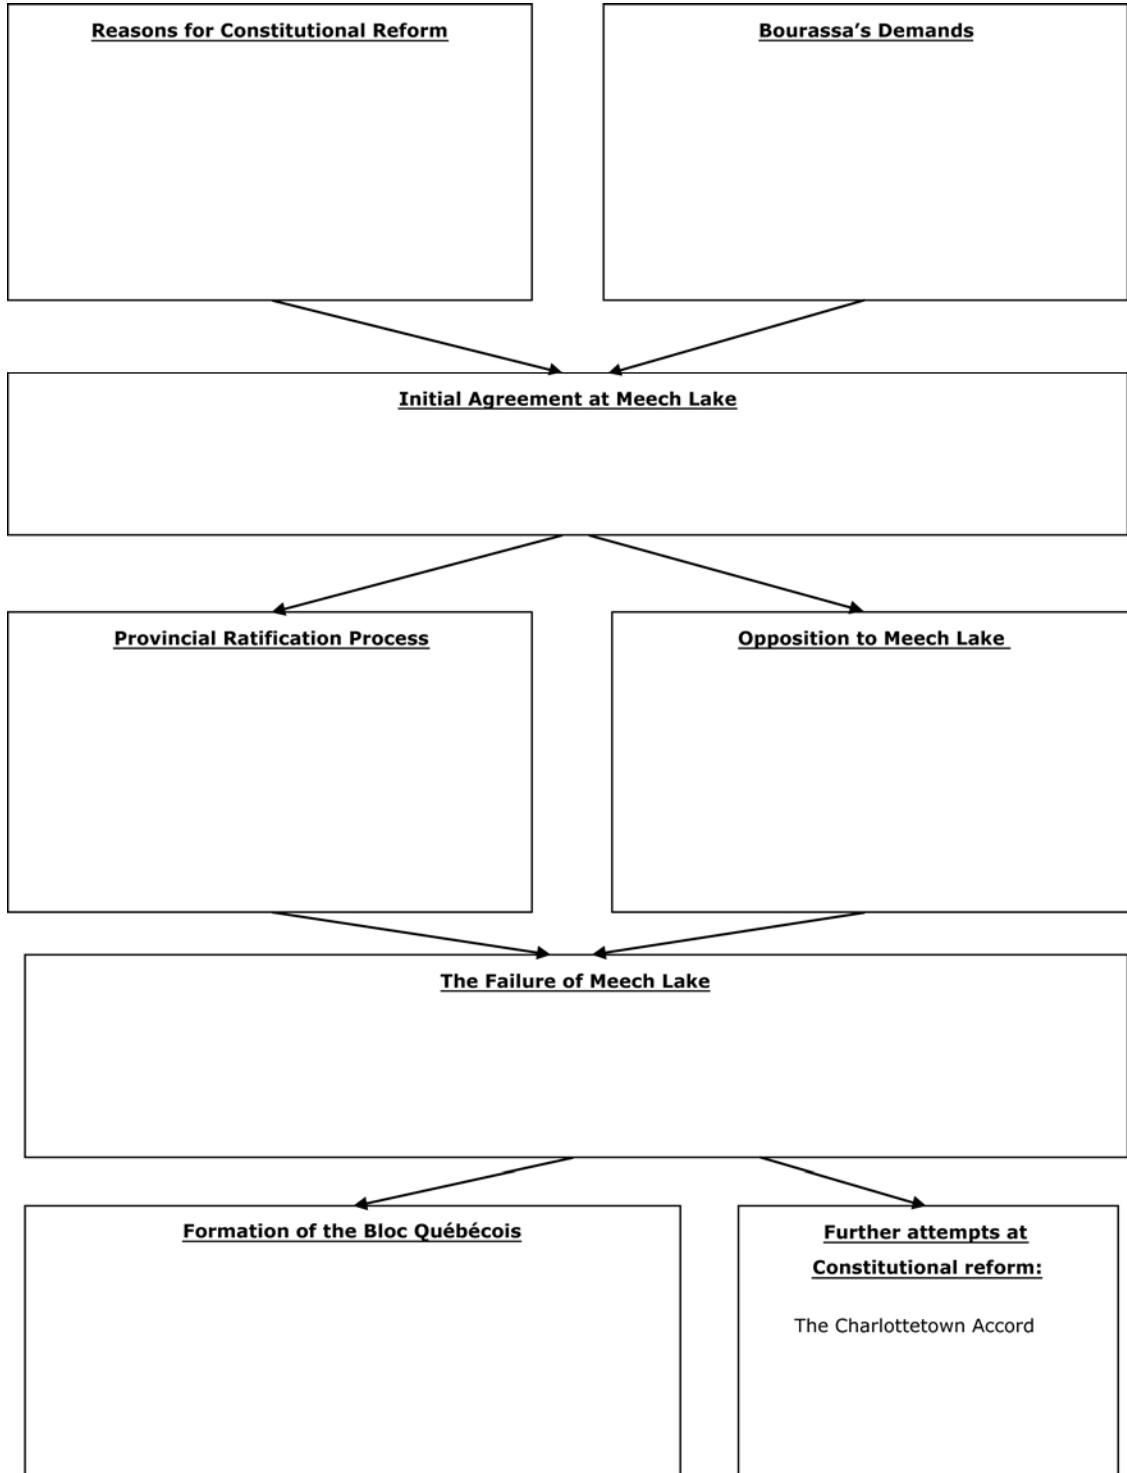 Reasons for Constitutional Reform
Bourassa’s Demands
Initial Agreement at Meech Lake
Provincial Ratification Process
Opposition to Meech Lake
The Failure of Meech Lake
Formation of the Bloc Québécois
Further attempts at
Constitutional reform:
The Charlottetown Accord